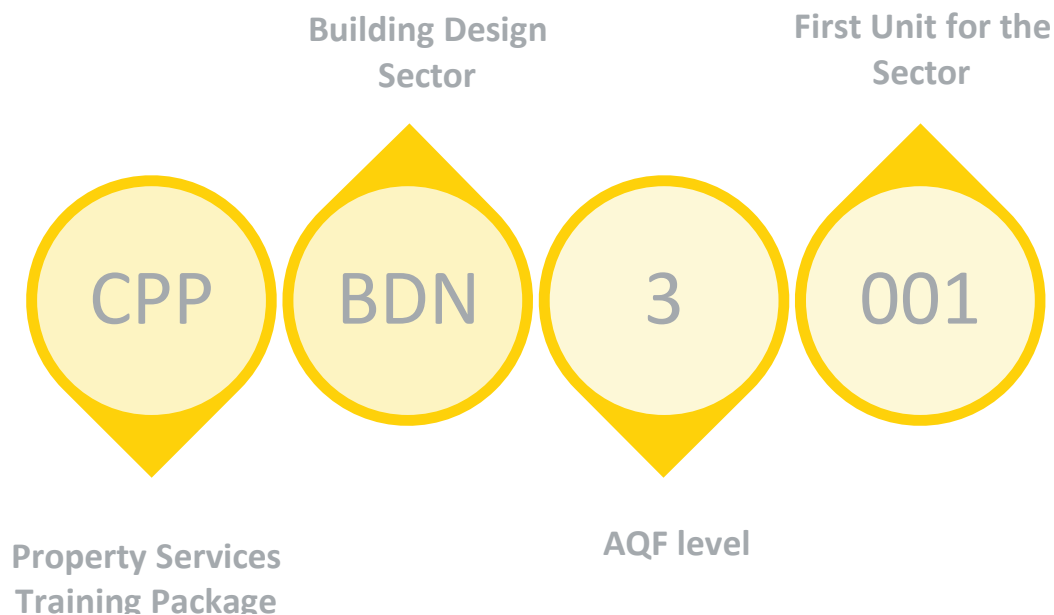 Building Design
Sector
First Unit for the
Sector
CPP
BDN
3
001
Property Services
Training Package
AQF level